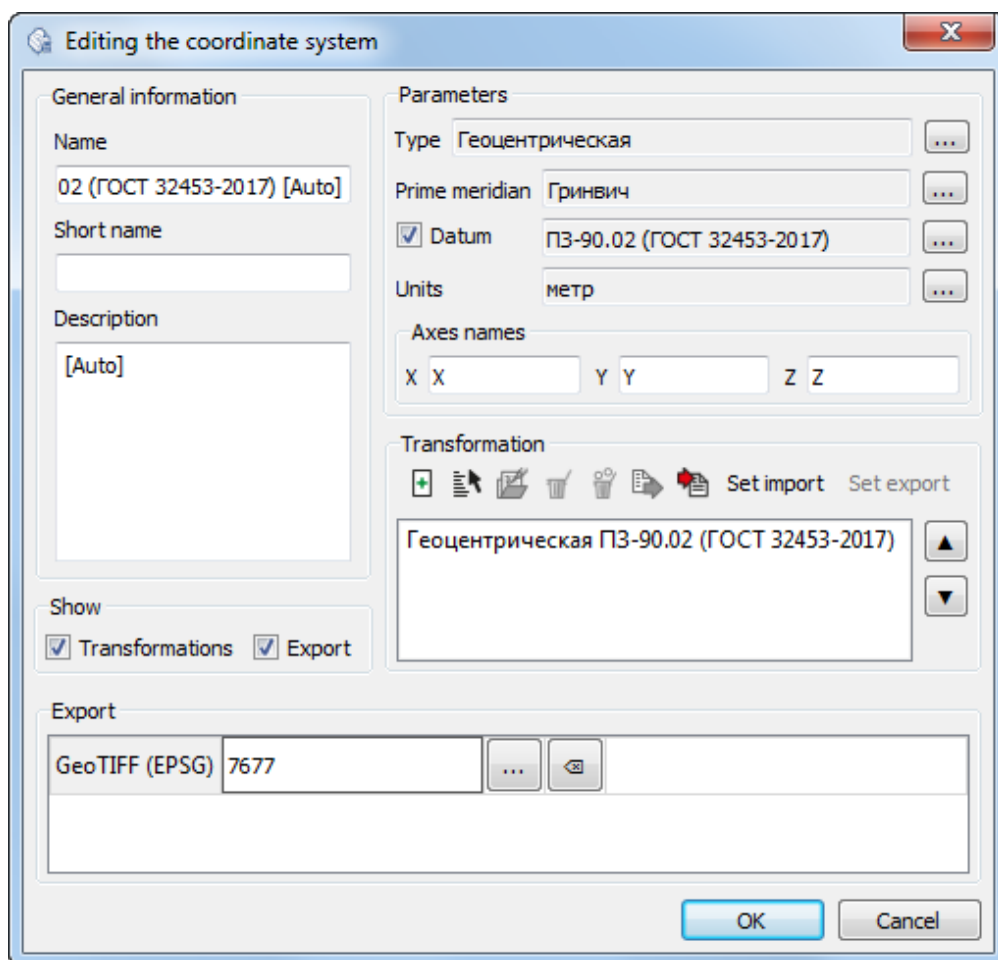 Editing the coordinate system
General information
Name
02 (ГОСТ 32453-2017) [Auto]
Short name
Description
[Auto]
Show
Transformations Export
Parameters
Type Геоцентрическая ...
Prime meridian Гринвич ...
Datum ПЗ-90.02 (ГОСТ 32453-2017) ...
Units метр ...
Axes names
X X Y Y Z Z
Transformation
Set import Set export
Геоцентрическая ПЗ-90.02 (ГОСТ 32453-2017)
Export
GeoTIFF (EPSG) 7677 ...
OK Cancel